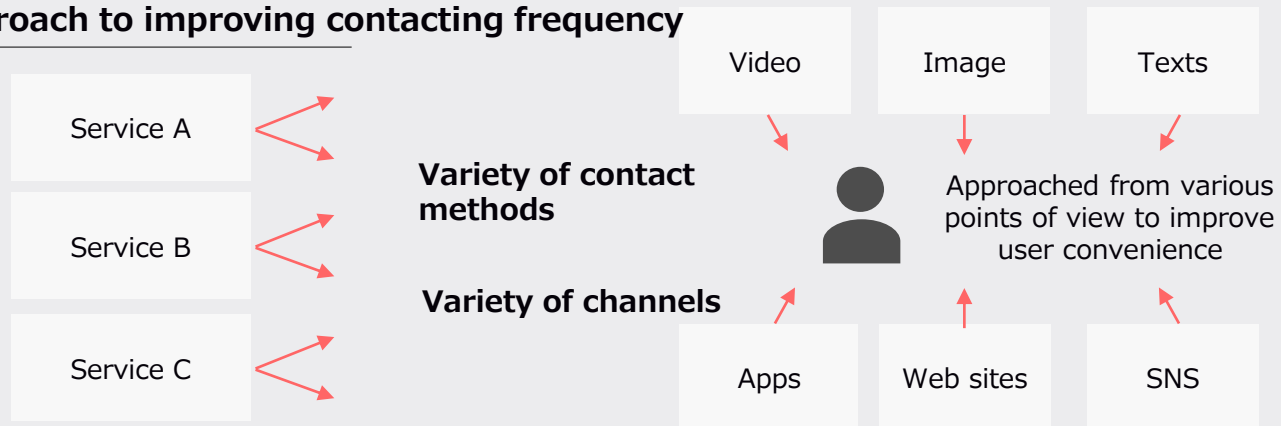 roach to improving contacting frequency
Video
Image
Texts
Service A
Service B
Service C
Variety of contact
methods
Variety of channels
Approached from various
points of view to improve
user convenience
Apps
Web sites
SNS